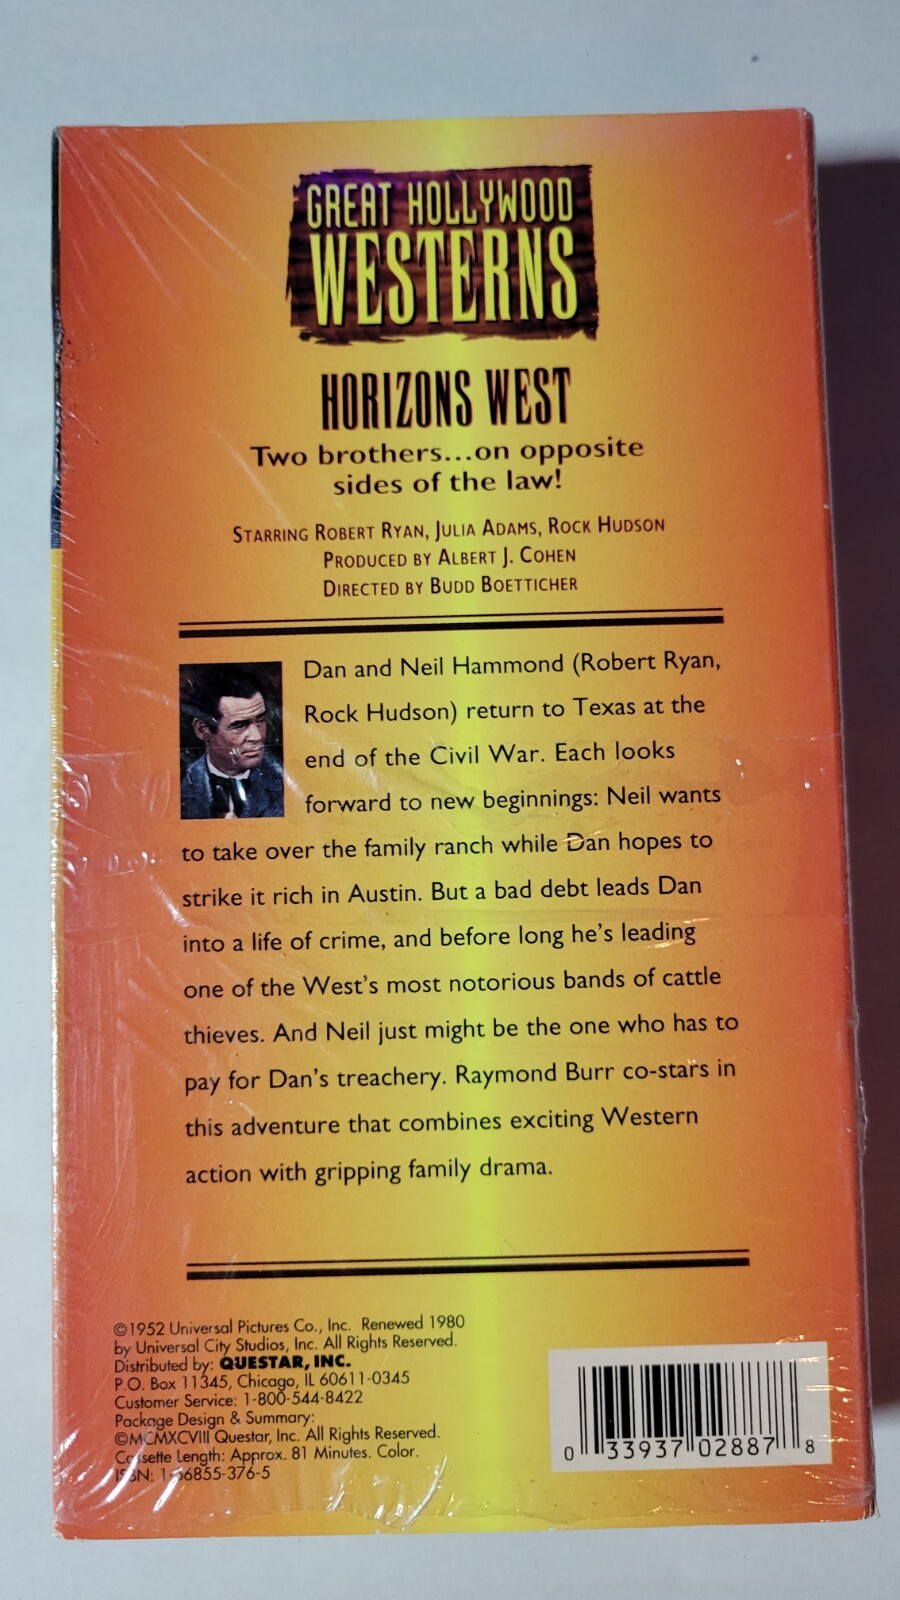 GREAT HOLLYWOOD
WESTERNS
HORIZONS WEST
Two brothers...on opposite
sides of the law!
STARRING ROBERT RYAN, JULIA ADAMS, ROCK HUDSON
PRODUCED BY ALBERT J. COHEN
DIRECTED BY BUDD BOETTICHER
Dan and Neil Hammond (Robert Ryan,
Rock Hudson) return to Texas at the
end of the Civil War. Each looks
forward to new beginnings: Neil wants
to take over the family ranch while Dan hopes to
strike it rich in Austin. But a bad debt leads Dan
into a life of crime, and before long he's leading
one of the West's most notorious bands of cattle
thieves. And Neil just might be the one who has to
pay for Dan's treachery. Raymond Burr co-stars in
this adventure that combines exciting Western
action with gripping family drama.
©1952 Universal Pictures Co., Inc. Renewed 1980
by Universal City Studios, Inc. All Rights Reserved.
Distributed by: QUESTAR, INC.
P.O. Box 11345, Chicago, IL 60611-0345
Customer Service: 1-800-544-8422
Package Design & Summary:
©MCMXCVIII Questar, Inc. All Rights Reserved.
Cassette Length: Approx. 81 Minutes. Color.
ISBN: 1-56855-376-5
0 33937 02887 8